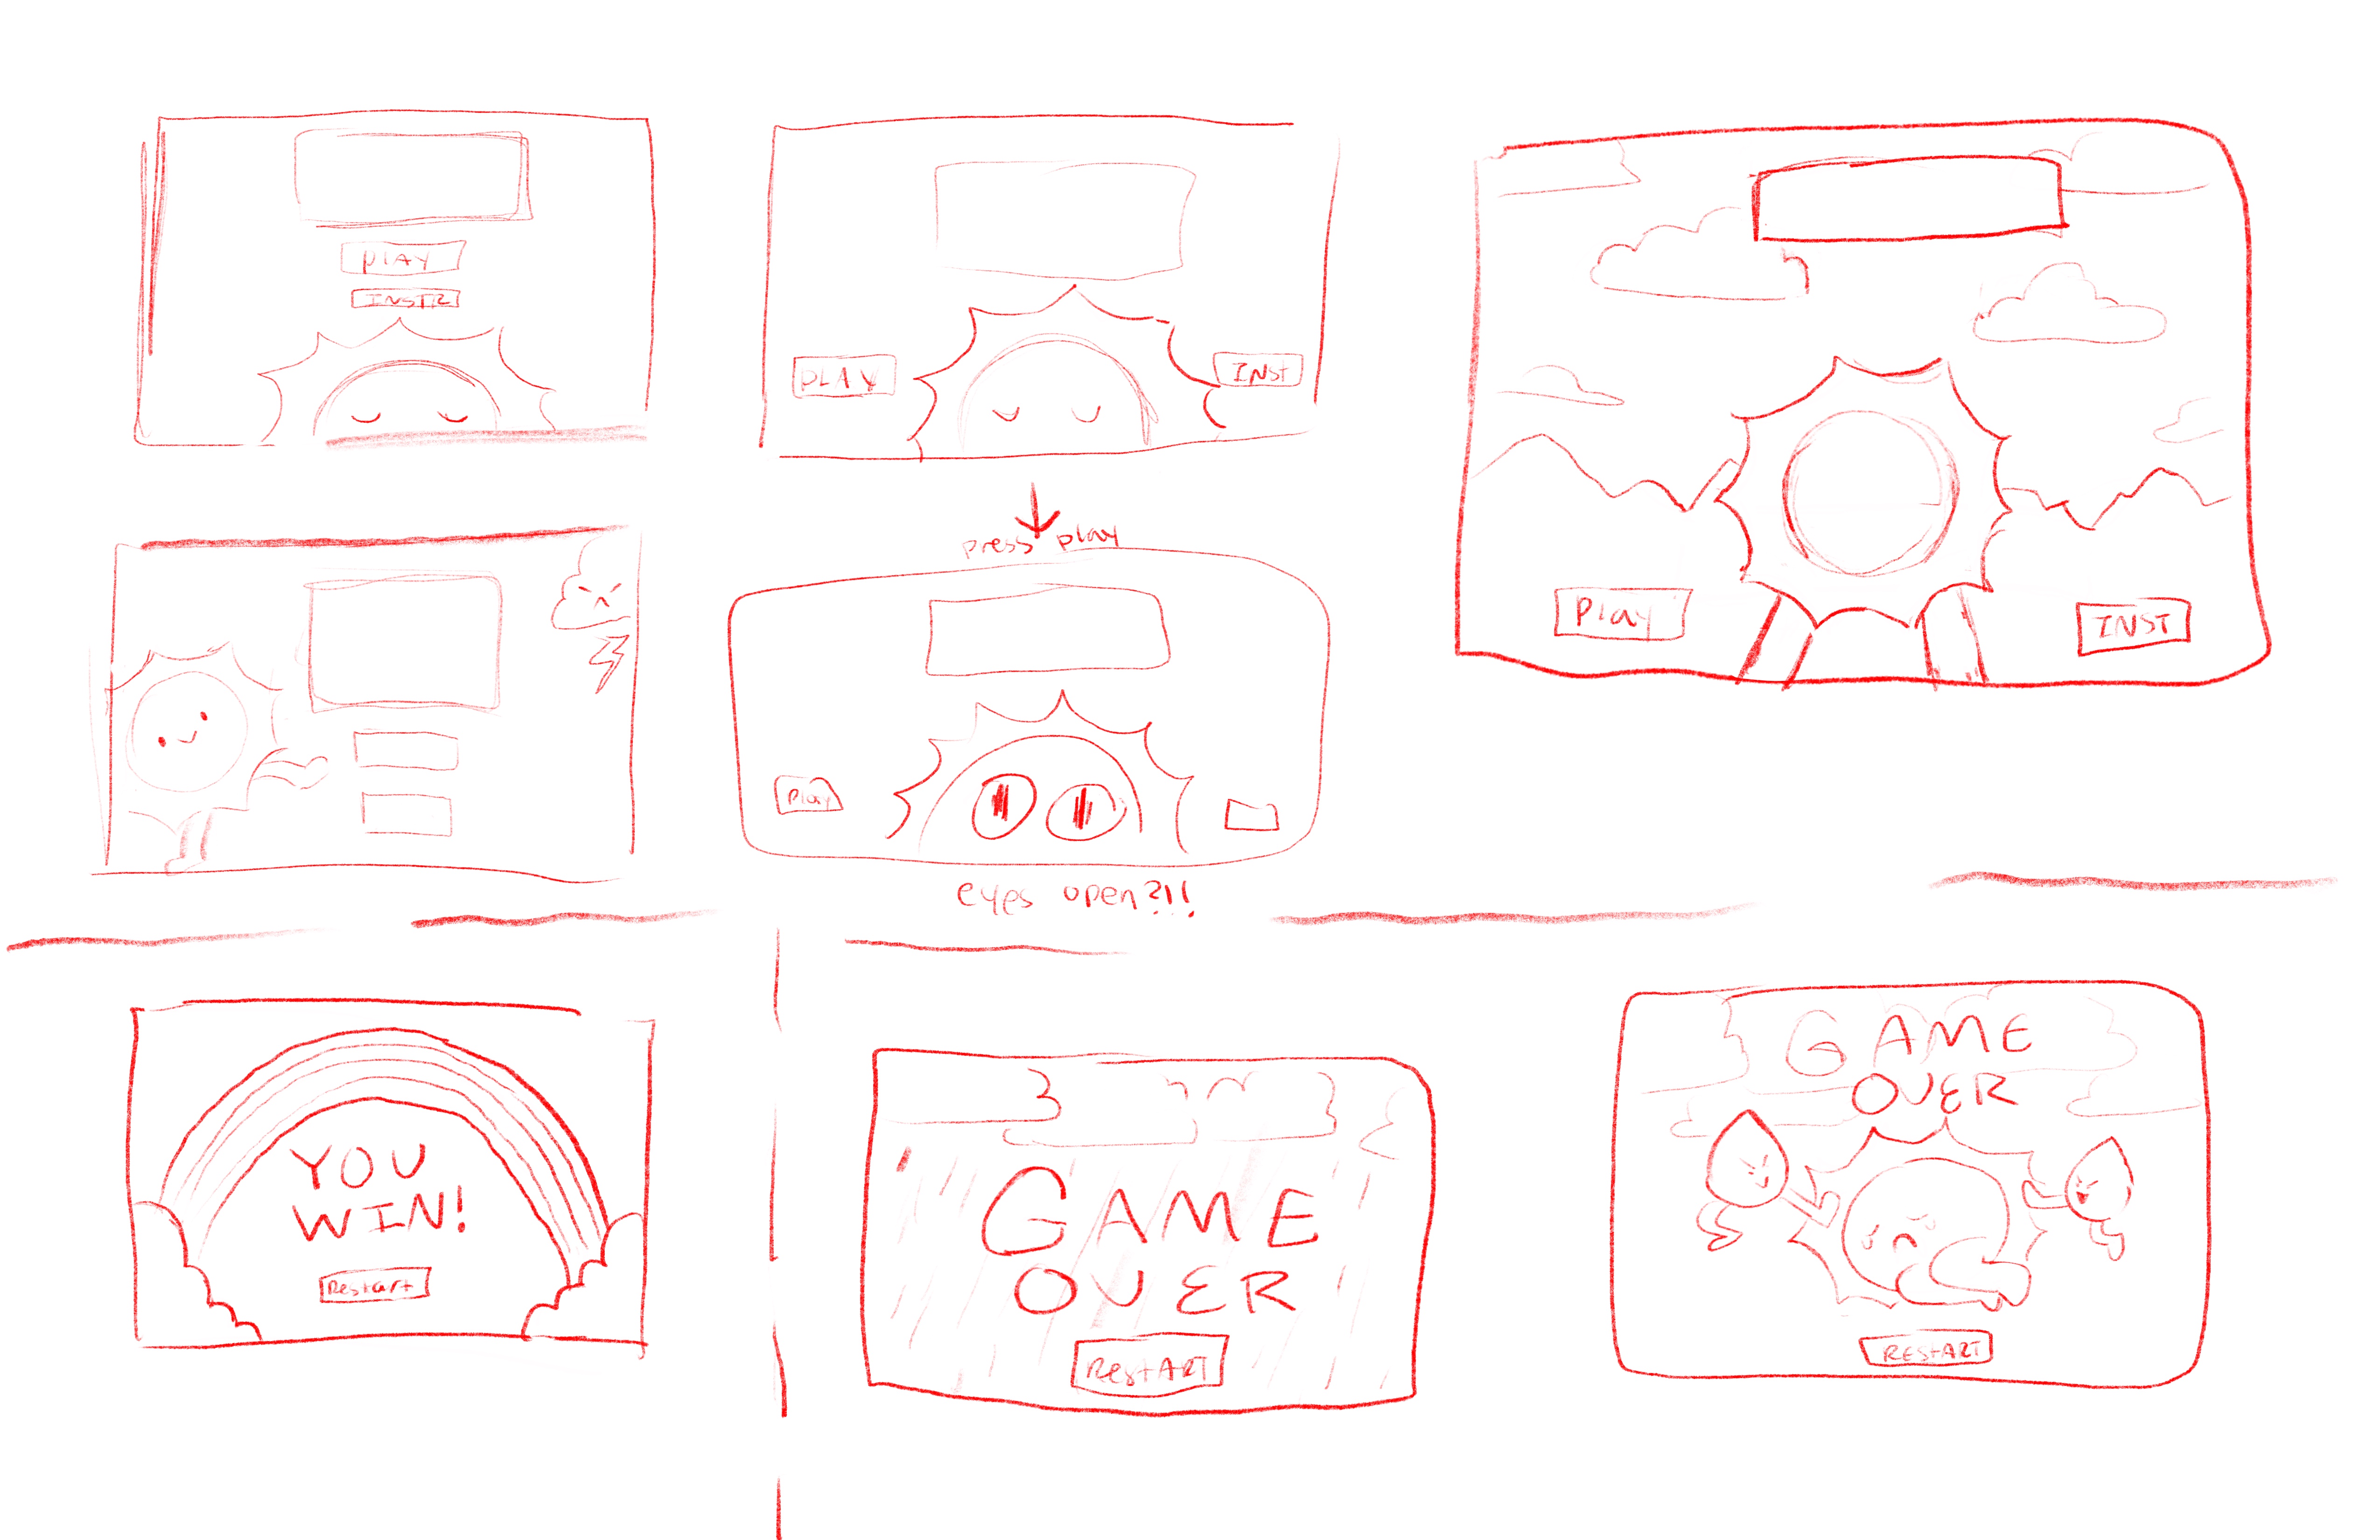 PLAY
INSTR
PLAY
INST
press play
Play
eyes open?!!
Play
INST
YOU
WIN!
Restart
GAME
OVER
RestART
GAME
OVER
RESTART